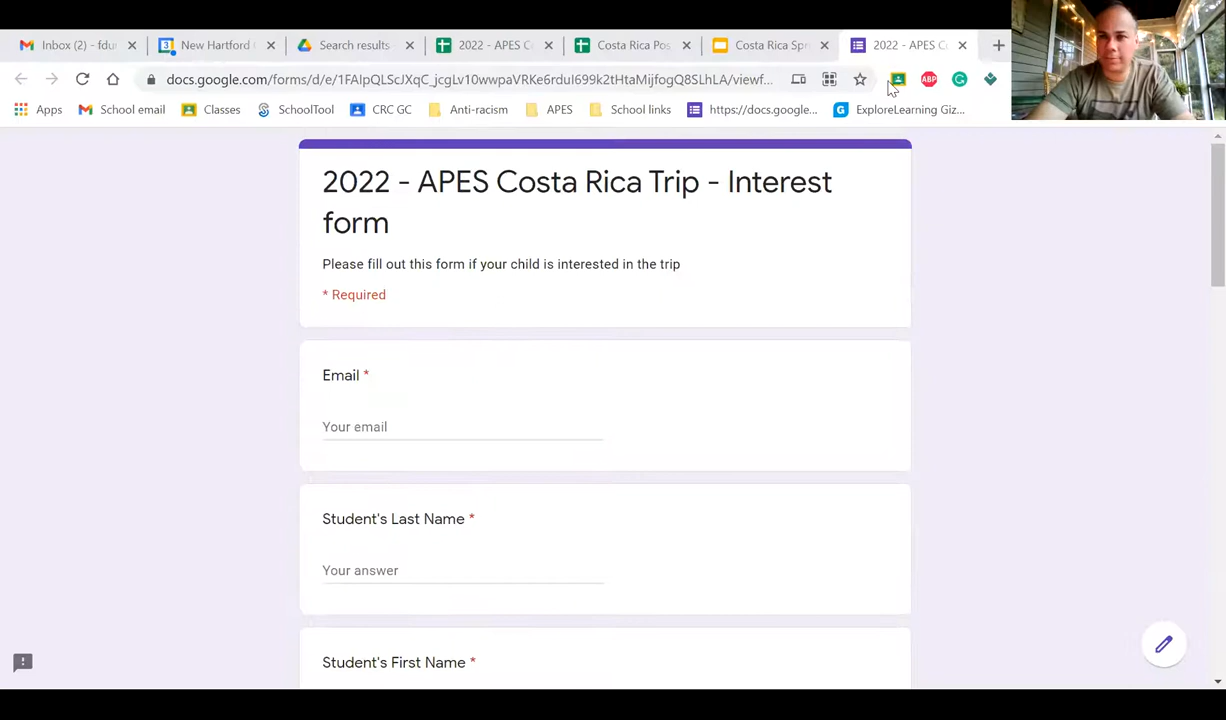 Inbox (2) - fdu
New Hartford
Search results
2022 - APES C
Costa Rica Pos
Costa Rica Spr
2022 - APES C
docs.google.com/forms/d/e/1FAIpQLScJXqC_jcgLv10wwpaVRKe6rduI699k2tHtaMijfogQ8SLhLA/viewf...
ABP
Apps
School email
Classes
SchoolTool
CRC GC
Anti-racism
APES
School links
https://docs.google...
ExploreLearning Giz...
2022 - APES Costa Rica Trip - Interest
form
Please fill out this form if your child is interested in the trip
* Required
Email *
Your email
Student's Last Name *
Your answer
Student's First Name *